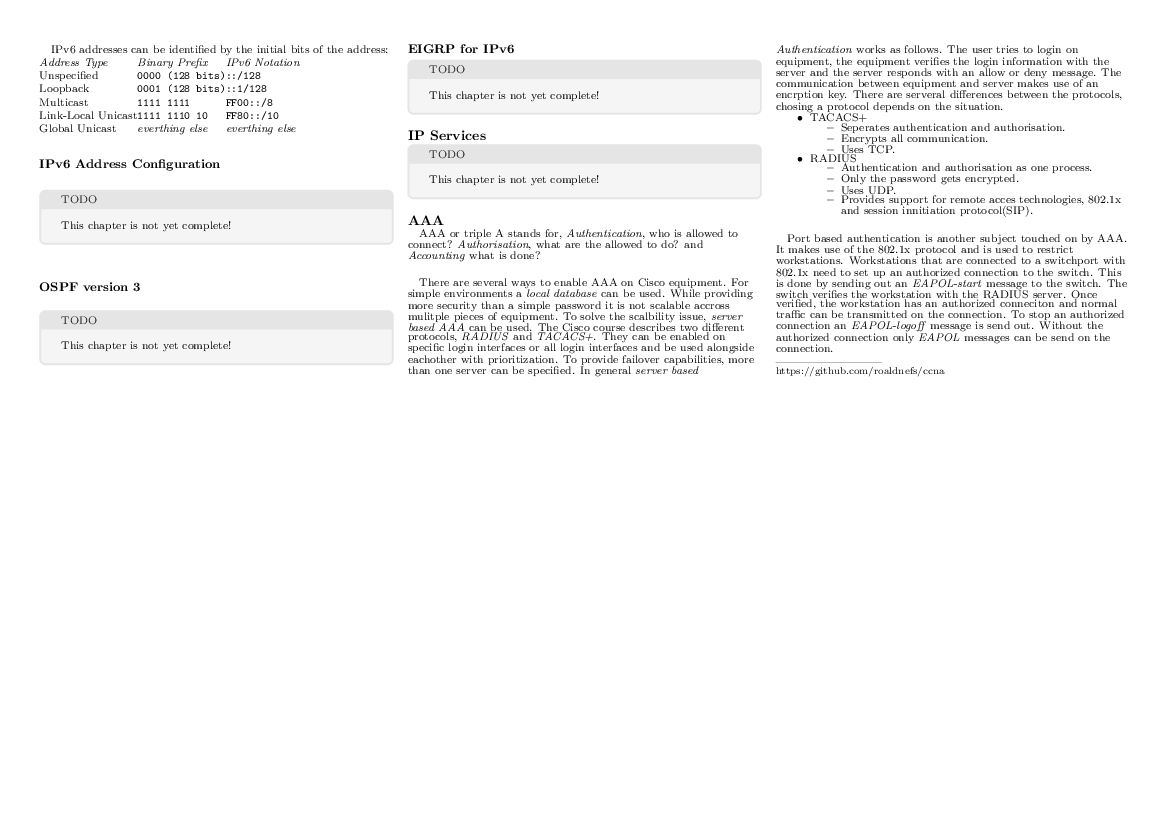 IPv6 addresses can be identified by the initial bits of the address:
Address Type Binary Prefix IPv6 Notation
Unspecified 0000 (128 bits) ::/128
Loopback 0001 (128 bits) ::1/128
Multicast 1111 1111 FF00::/8
Link-Local Unicast 1111 1110 10 FF80::/10
Global Unicast everthing else everthing else
IPv6 Address Configuration
TODO
This chapter is not yet complete!
OSPF version 3
TODO
This chapter is not yet complete!
EIGRP for IPv6
TODO
This chapter is not yet complete!
IP Services
TODO
This chapter is not yet complete!
AAA
AAA or triple A stands for, Authentication, who is allowed to
connect? Authorisation, what are the allowed to do? and
Accounting what is done?
There are several ways to enable AAA on Cisco equipment. For
simple environments a local database can be used. While providing
more security than a simple password it is not scalable accross
mulitple pieces of equipment. To solve the scalbility issue, server
based AAA can be used. The Cisco course describes two different
protocols, RADIUS and TACACS+. They can be enabled on
specific login interfaces or all login interfaces and be used alongside
eachother with prioritization. To provide failover capabilities, more
than one server can be specified. In general server based
Authentication works as follows. The user tries to login on
equipment, the equipment verifies the login information with the
server and the server responds with an allow or deny message. The
communication between equipment and server makes use of an
encrption key. There are serveral differences between the protocols,
chosing a protocol depends on the situation.
• TACACS+
– Seperates authentication and authorisation.
– Encrypts all communication.
– Uses TCP.
• RADIUS
– Authentication and authorisation as one process.
– Only the password gets encrypted.
– Uses UDP.
– Provides support for remote acces technologies, 802.1x
and session innitiation protocol(SIP).
Port based authentication is another subject touched on by AAA.
It makes use of the 802.1x protocol and is used to restrict
workstations. Workstations that are connected to a switchport with
802.1x need to set up an authorized connection to the switch. This
is done by sending out an EAPOL-start message to the switch. The
switch verifies the workstation with the RADIUS server. Once
verified, the workstation has an authorized conneciton and normal
traffic can be transmitted on the connection. To stop an authorized
connection an EAPOL-logoff message is send out. Without the
authorized connection only EAPOL messages can be send on the
connection.
https://github.com/roaldnefs/ccna